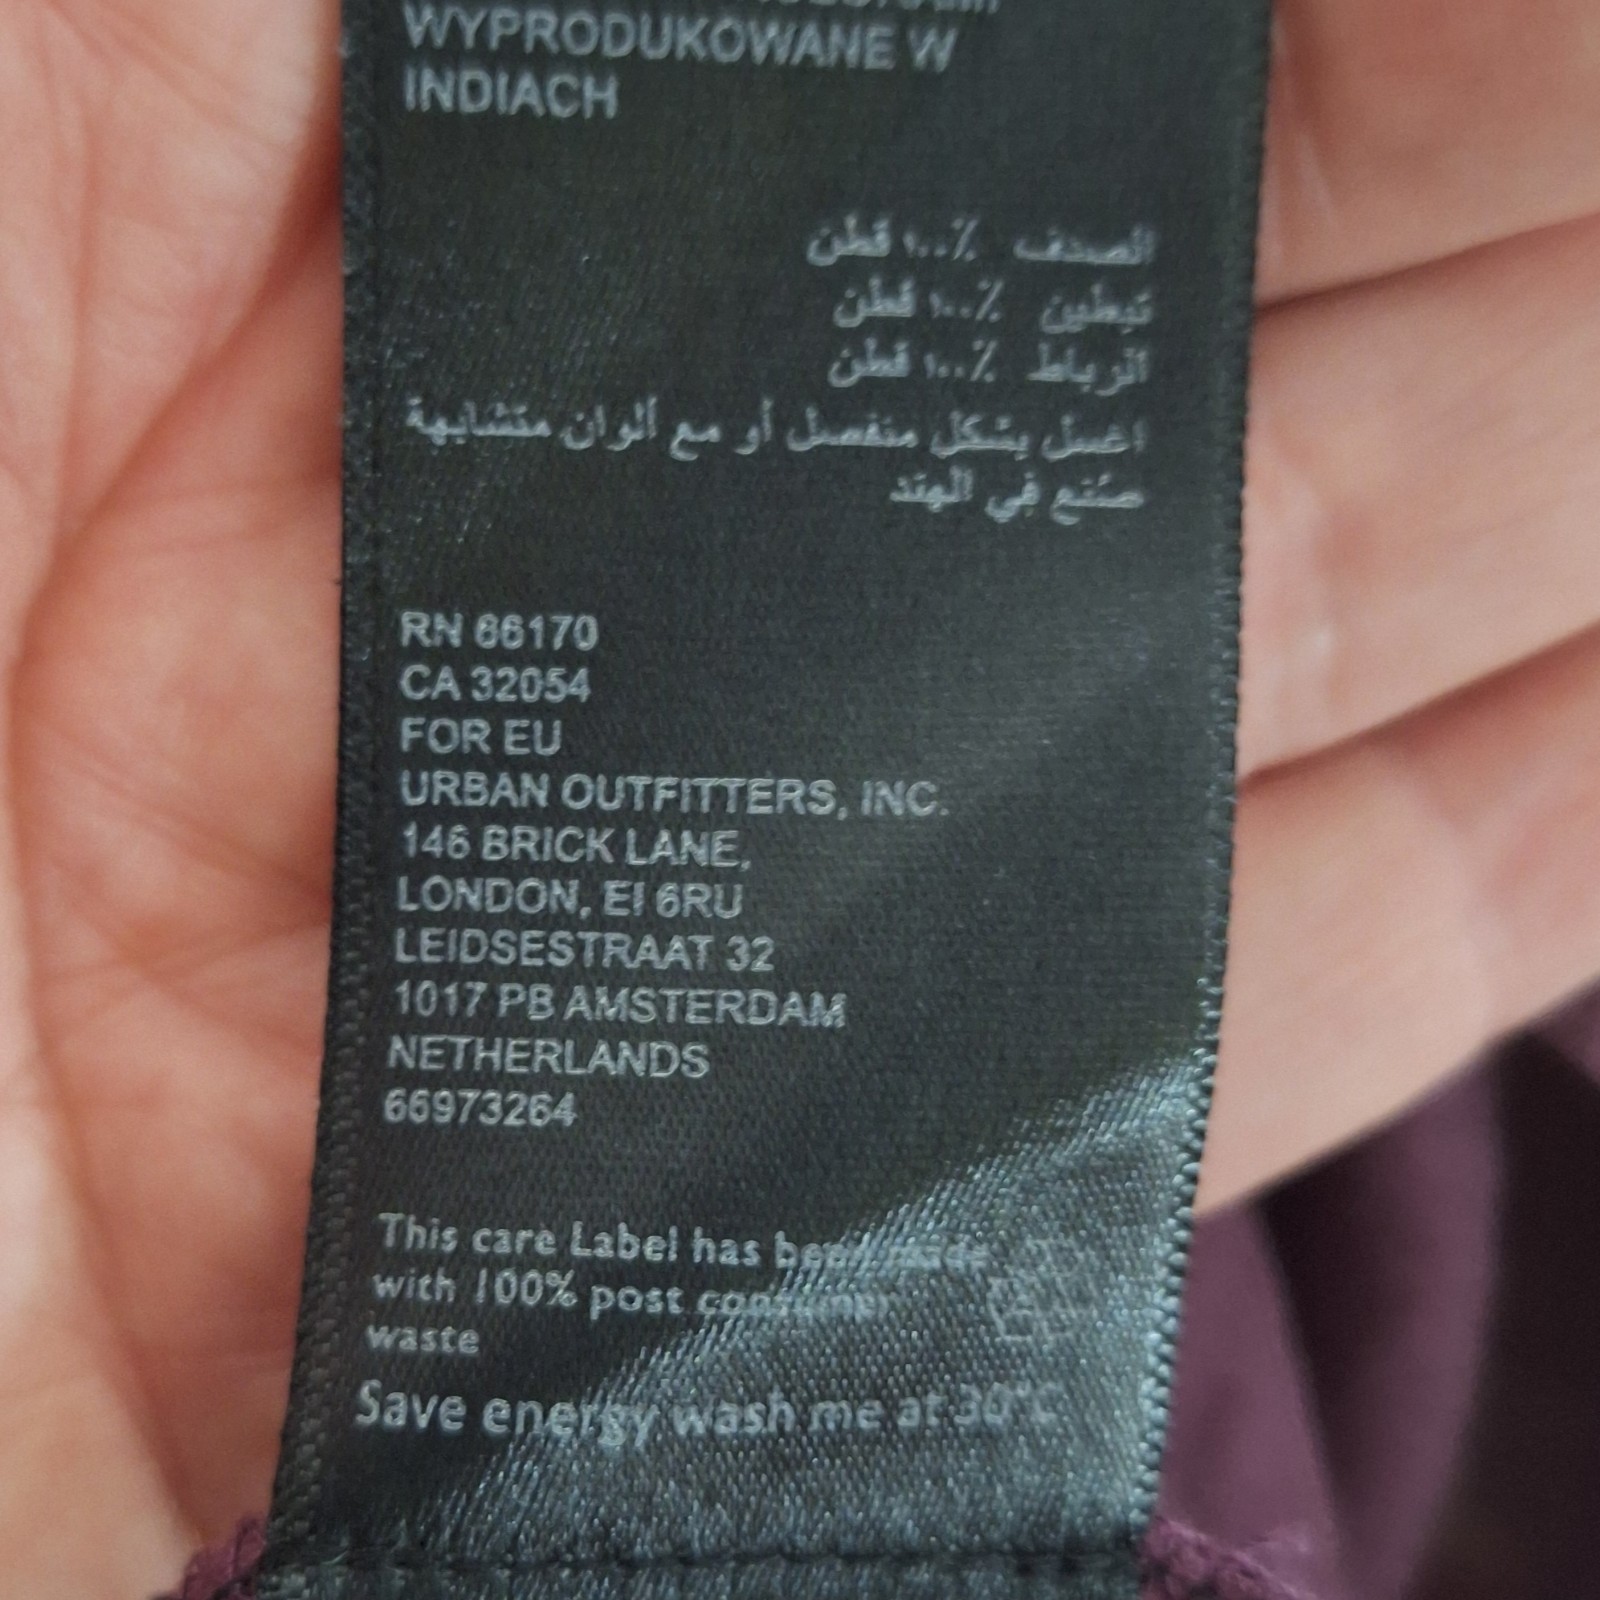 WYPRODUKOWANE W
INDIACH
الصدف ٪١٠٠ قطن
تبطين ٪١٠٠ قطن
الرباط ٪١٠٠ قطن
اغسل بشكل منفصل أو مع ألوان متشابهة
صنع في الهند
RN 66170
CA 32054
FOR EU
URBAN OUTFITTERS, INC.
146 BRICK LANE,
LONDON, EI 6RU
LEIDSESTRAAT 32
1017 PB AMSTERDAM
NETHERLANDS
66973264
This care Label has been made
with 100% post consumer
waste
Save energy wash me at 30°C